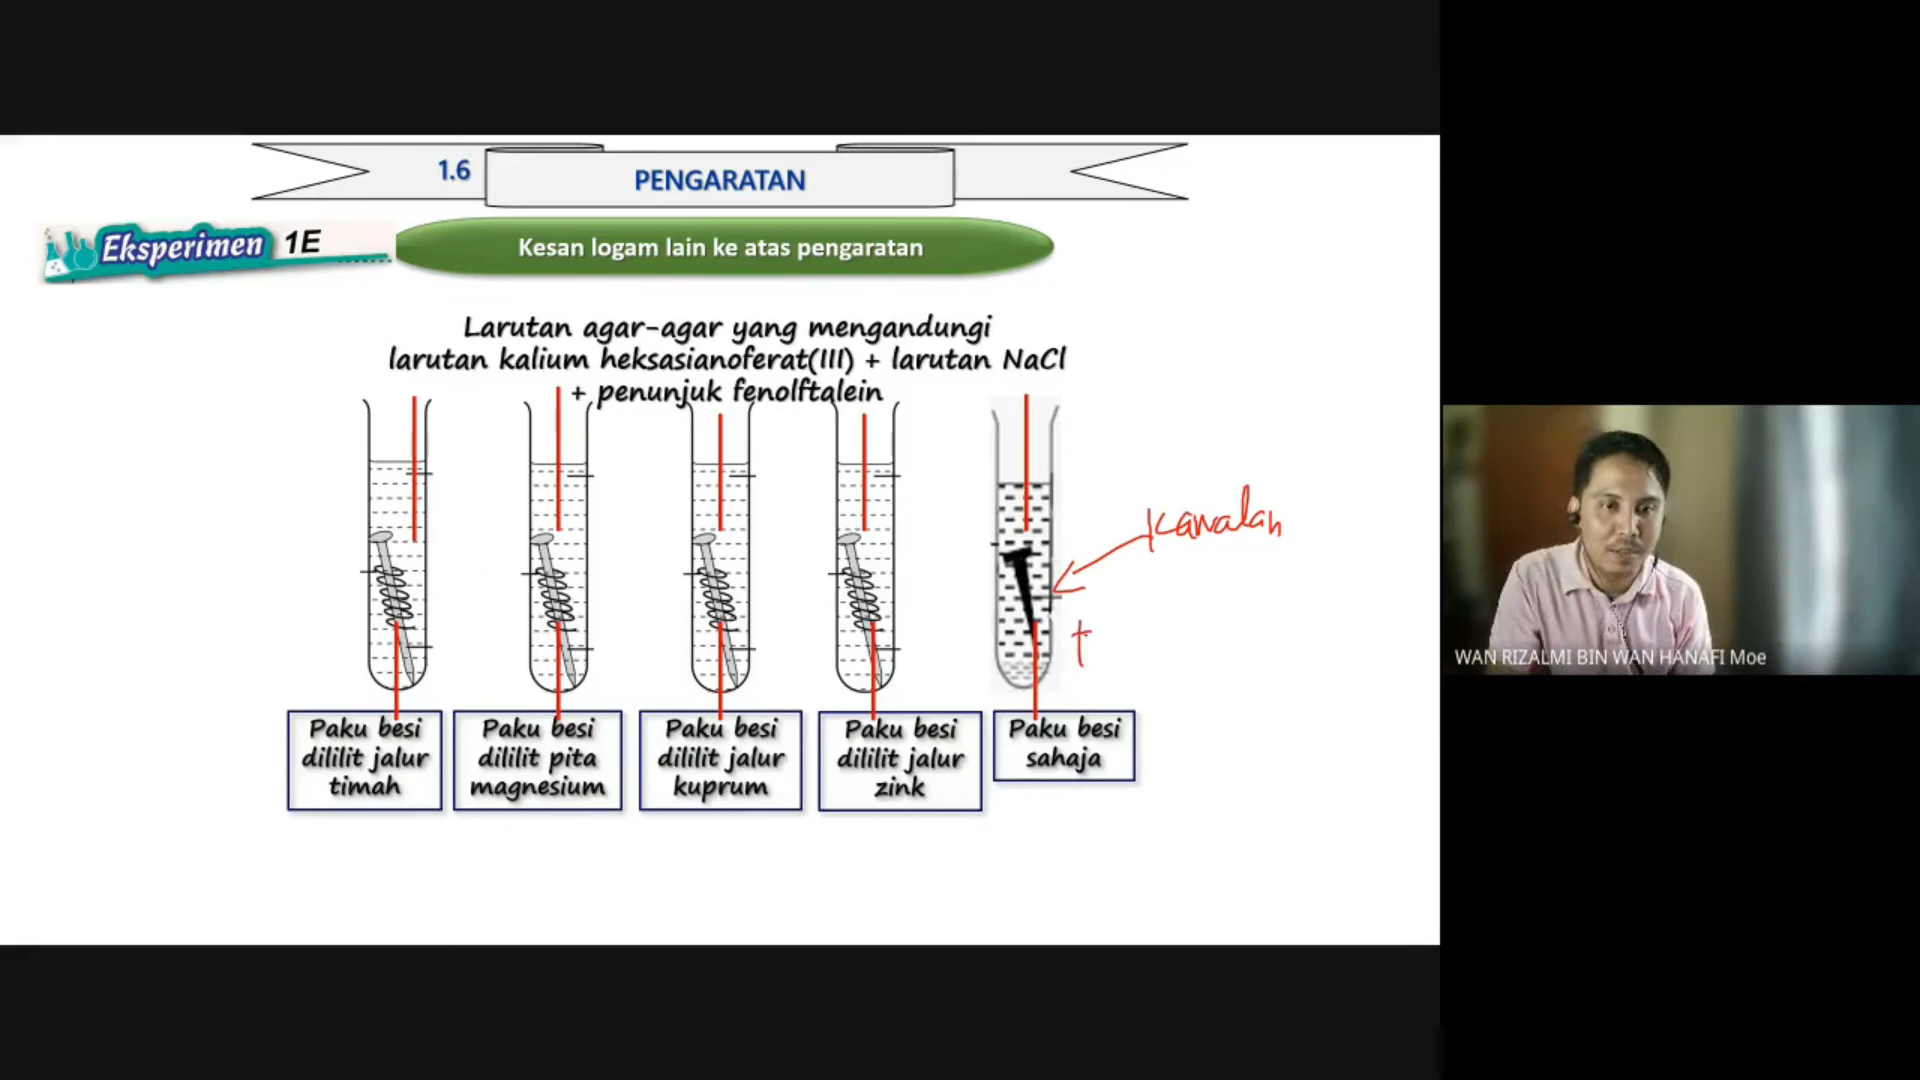 1.6
PENGARATAN
Eksperimen 1E
Kesan logam lain ke atas pengaratan
Larutan agar-agar yang mengandungi
larutan kalium heksasianoferat(III) + larutan NaCl
+ penunjuk fenolftalein
kawalan
t
Paku besi
dililit jalur
timah
Paku besi
dililit pita
magnesium
Paku besi
dililit jalur
kuprum
Paku besi
dililit jalur
zink
Paku besi
sahaja
WAN RIZALMI BIN WAN HANAFI Moe